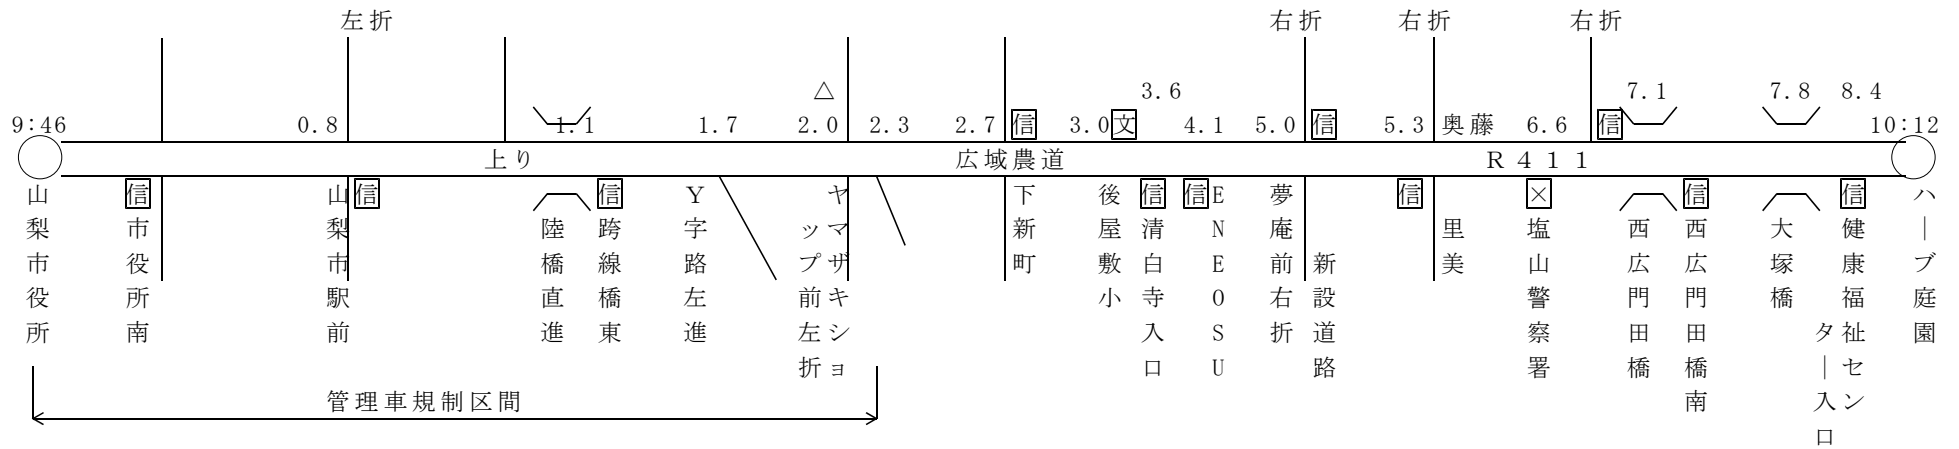 左折
右折
右折
右折
△
3.6
7.1
7.8
8.4
9:46
0.8
1.1
1.7
2.0
2.3
2.7
信
3.0
文
4.1
5.0
信
5.3
奥藤
6.6
信
10:12
上り
広域農道
R411
山梨市役所
信
市役所南
山梨市駅前
信
陸橋直進
信
跨線橋東
Y字路左進
ヤマザキショップ前左折
下新町
後屋敷小
信
清白寺入口
信
ENEOSU
夢庵前右折
新設道路
信
里美
×
塩山警察署
西広門田橋
信
西広門田橋南
大塚橋
信
健康福祉センター入口
ハーブ庭園
管理車規制区間